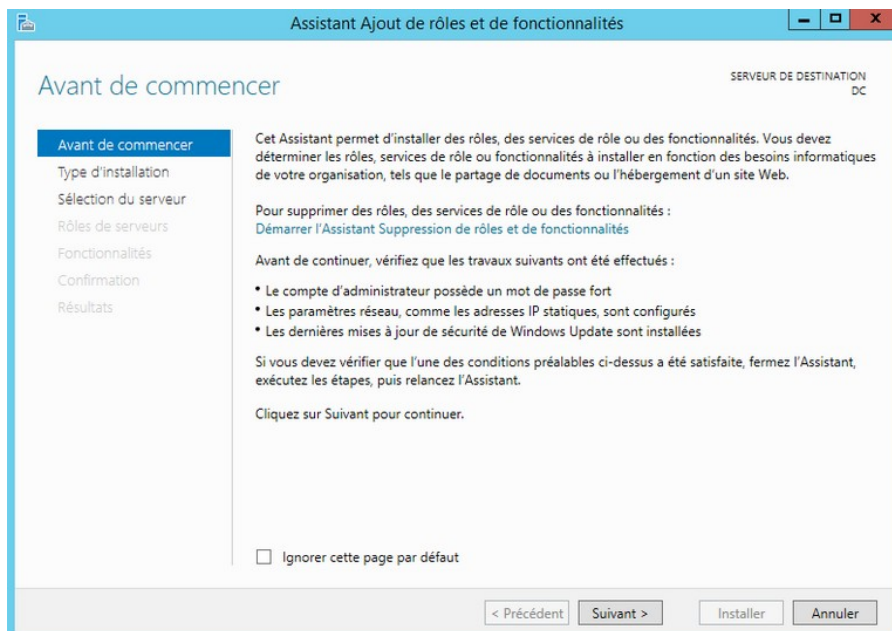 Assistant Ajout de rôles et de fonctionnalités
Avant de commencer
SERVEUR DE DESTINATION
DC
Avant de commencer
Type d'installation
Sélection du serveur
Rôles de serveurs
Fonctionnalités
Confirmation
Résultats
Cet Assistant permet d'installer des rôles, des services de rôle ou des fonctionnalités. Vous devez
déterminer les rôles, services de rôle ou fonctionnalités à installer en fonction des besoins informatiques
de votre organisation, tels que le partage de documents ou l'hébergement d'un site Web.
Pour supprimer des rôles, des services de rôle ou des fonctionnalités :
Démarrer l'Assistant Suppression de rôles et de fonctionnalités
Avant de continuer, vérifiez que les travaux suivants ont été effectués :
• Le compte d'administrateur possède un mot de passe fort
• Les paramètres réseau, comme les adresses IP statiques, sont configurés
• Les dernières mises à jour de sécurité de Windows Update sont installées
Si vous devez vérifier que l'une des conditions préalables ci-dessus a été satisfaite, fermez l'Assistant,
exécutez les étapes, puis relancez l'Assistant.
Cliquez sur Suivant pour continuer.
Ignorer cette page par défaut
< Précédent
Suivant >
Installer
Annuler